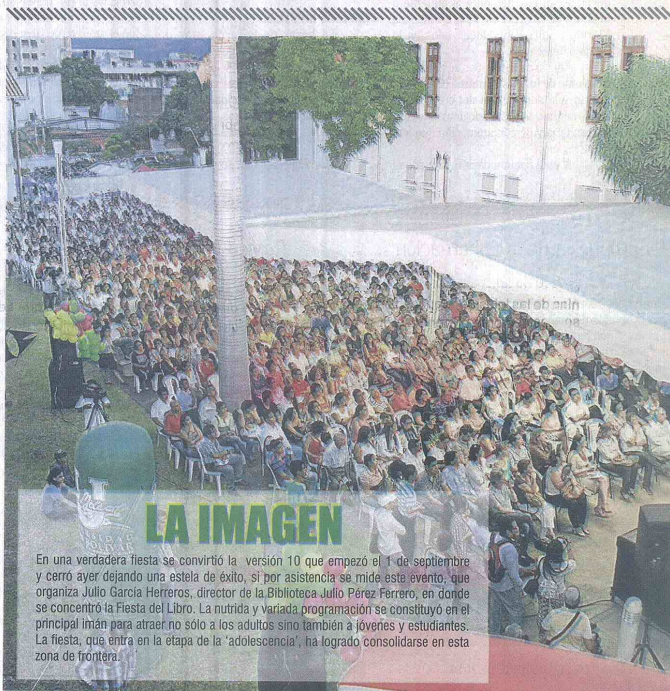 LA IMAGEN
En una verdadera fiesta se convirtió la versión 10 que empezó el 1 de septiembre
y cerró ayer dejando una estela de éxito, si por asistencia se mide este evento, que
organiza Julio García Herreros, director de la Biblioteca Julio Pérez Ferrero, en donde
se concentró la Fiesta del Libro. La nutrida y variada programación se constituyó en el
principal imán para atraer no sólo a los adultos sino también a jóvenes y estudiantes.
La fiesta, que entra en la etapa de la ‘adolescencia’, ha logrado consolidarse en esta
zona de frontera.